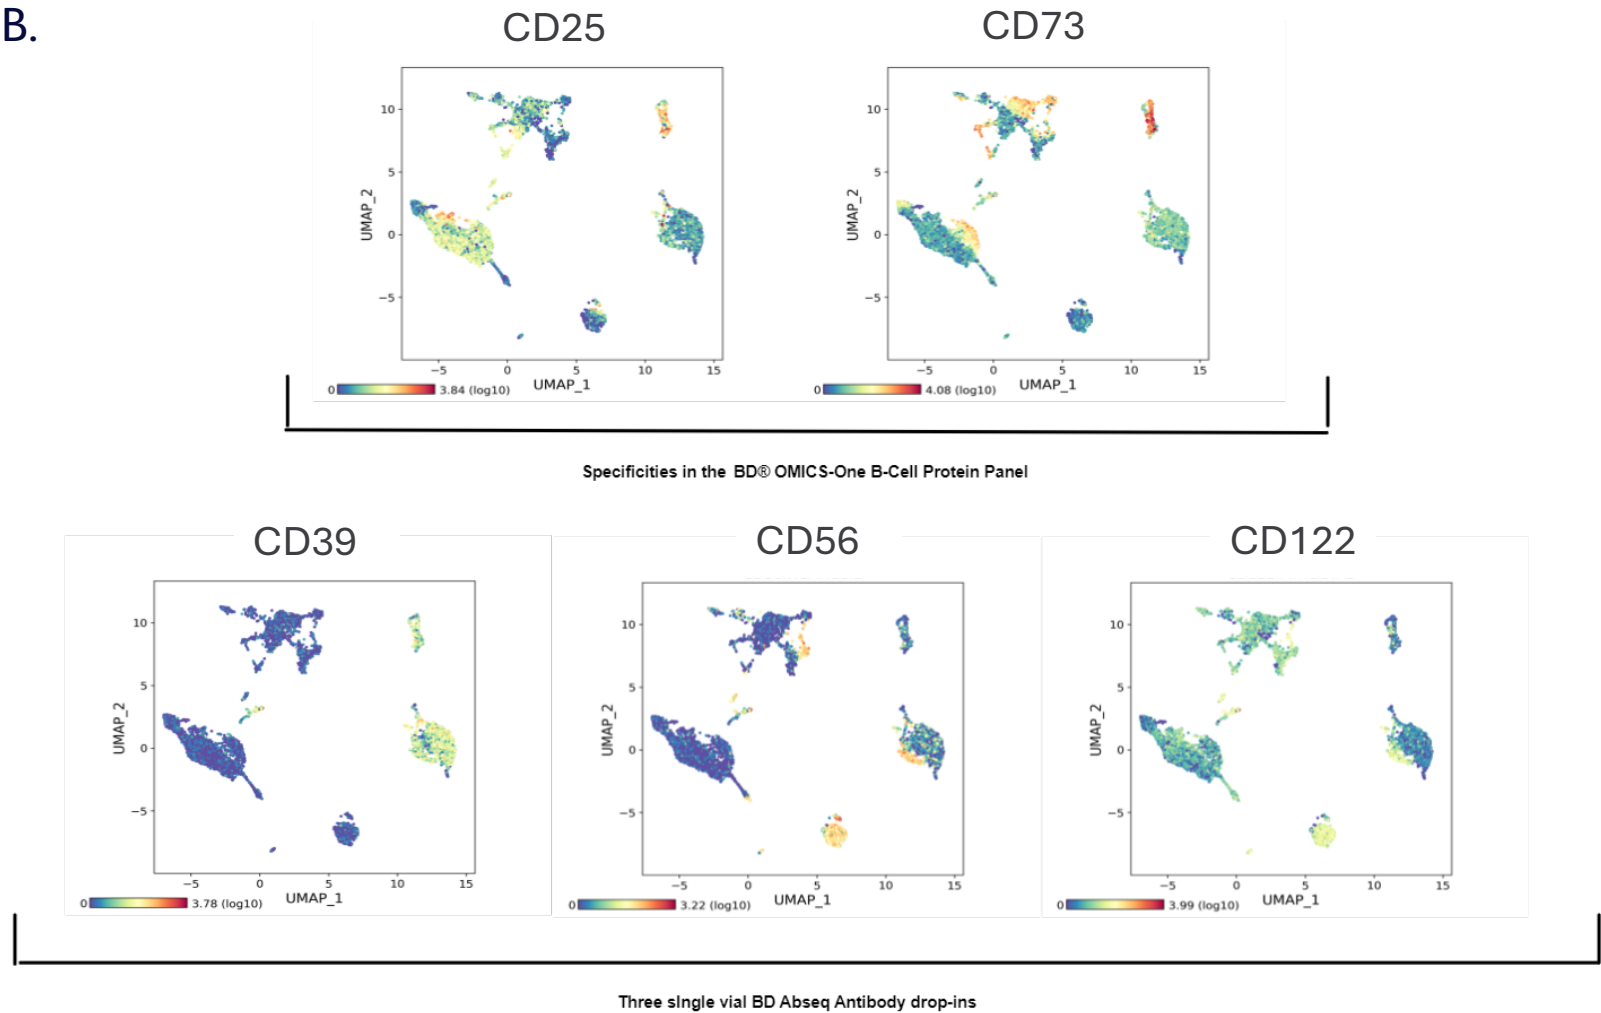 B.
CD25
CD73
10
5
0
−5
UMAP_2
−5 0 5 10 15
UMAP_1
0 3.84 (log10)
10
5
0
−5
UMAP_2
−5 0 5 10 15
UMAP_1
0 4.08 (log10)
Specificities in the BD® OMICS-One B-Cell Protein Panel
CD39
CD56
CD122
10
5
0
−5
UMAP_2
−5 0 5 10 15
UMAP_1
0 3.78 (log10)
10
5
0
−5
UMAP_2
−5 0 5 10 15
UMAP_1
0 3.22 (log10)
10
5
0
−5
UMAP_2
−5 0 5 10 15
UMAP_1
0 3.99 (log10)
Three sIngle vial BD Abseq Antibody drop-ins